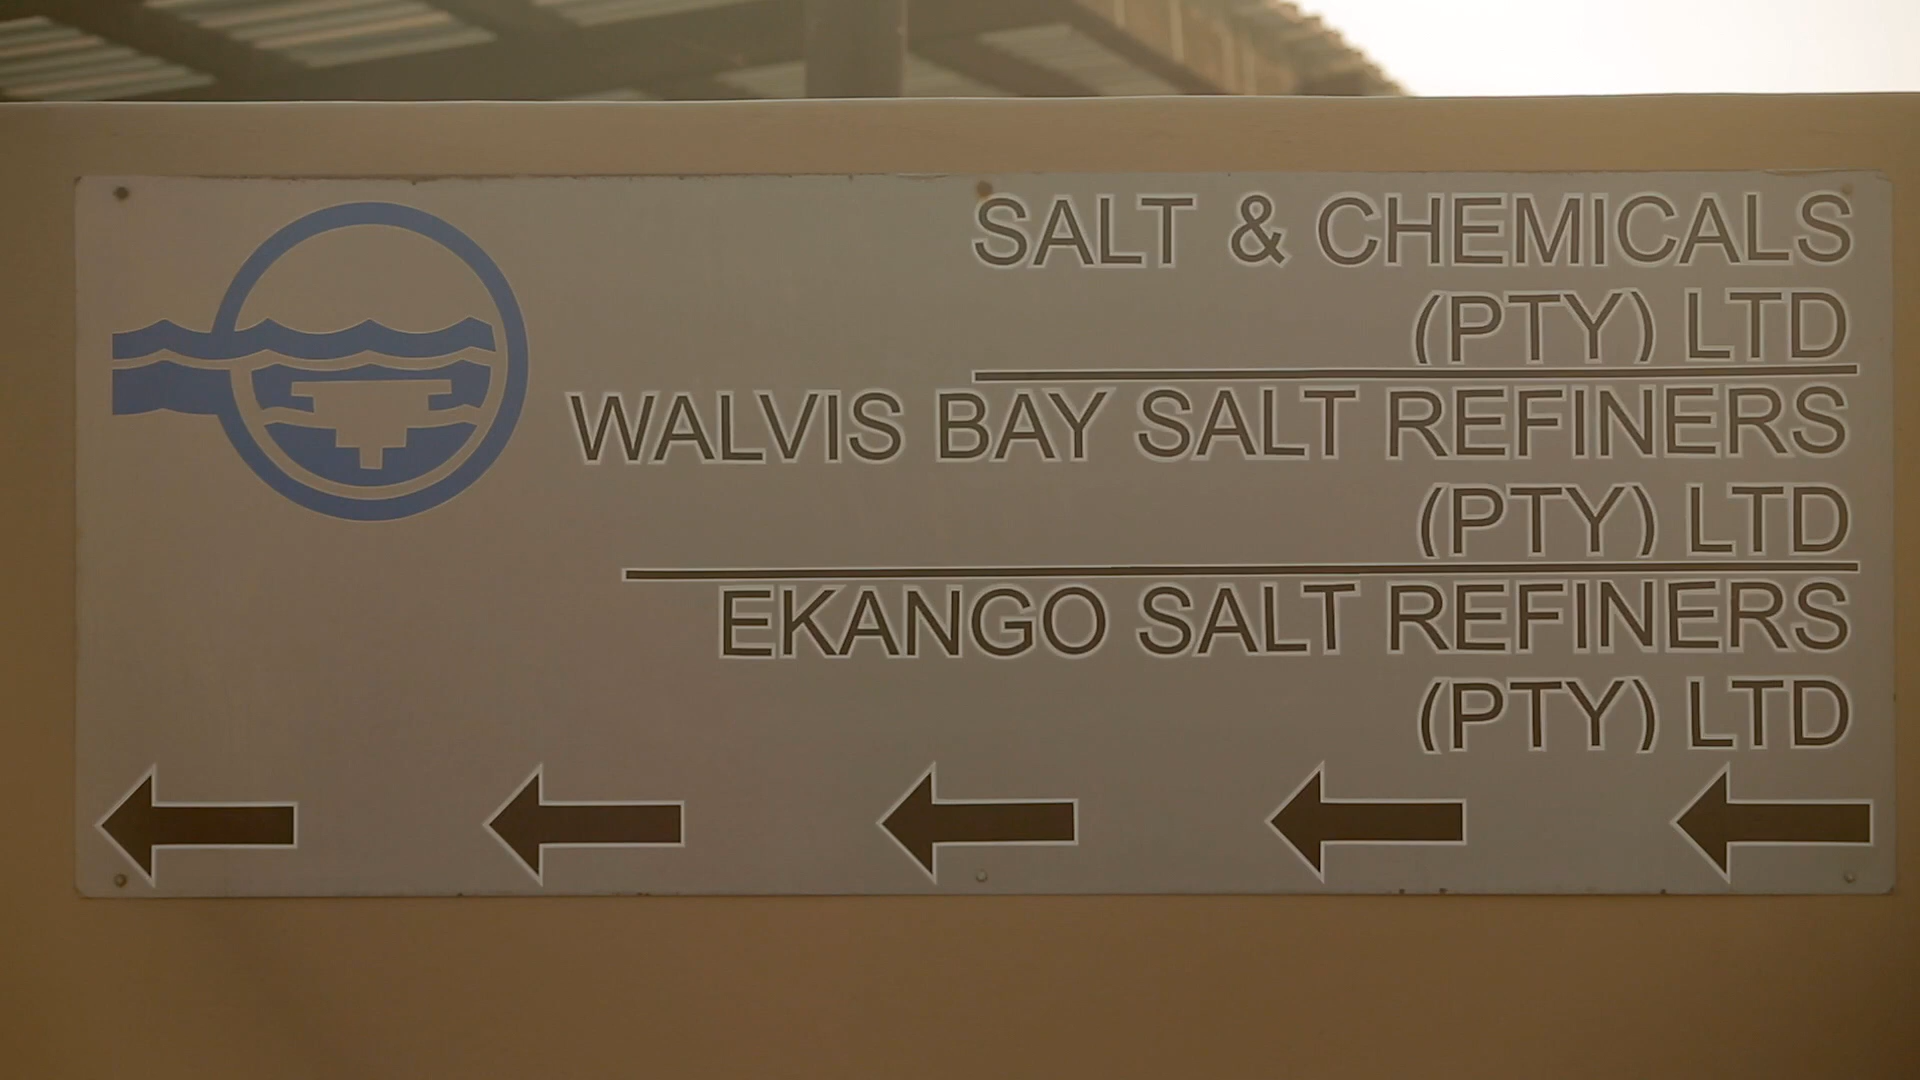 SALT & CHEMICALS
(PTY) LTD
WALVIS BAY SALT REFINERS
(PTY) LTD
EKANGO SALT REFINERS
(PTY) LTD